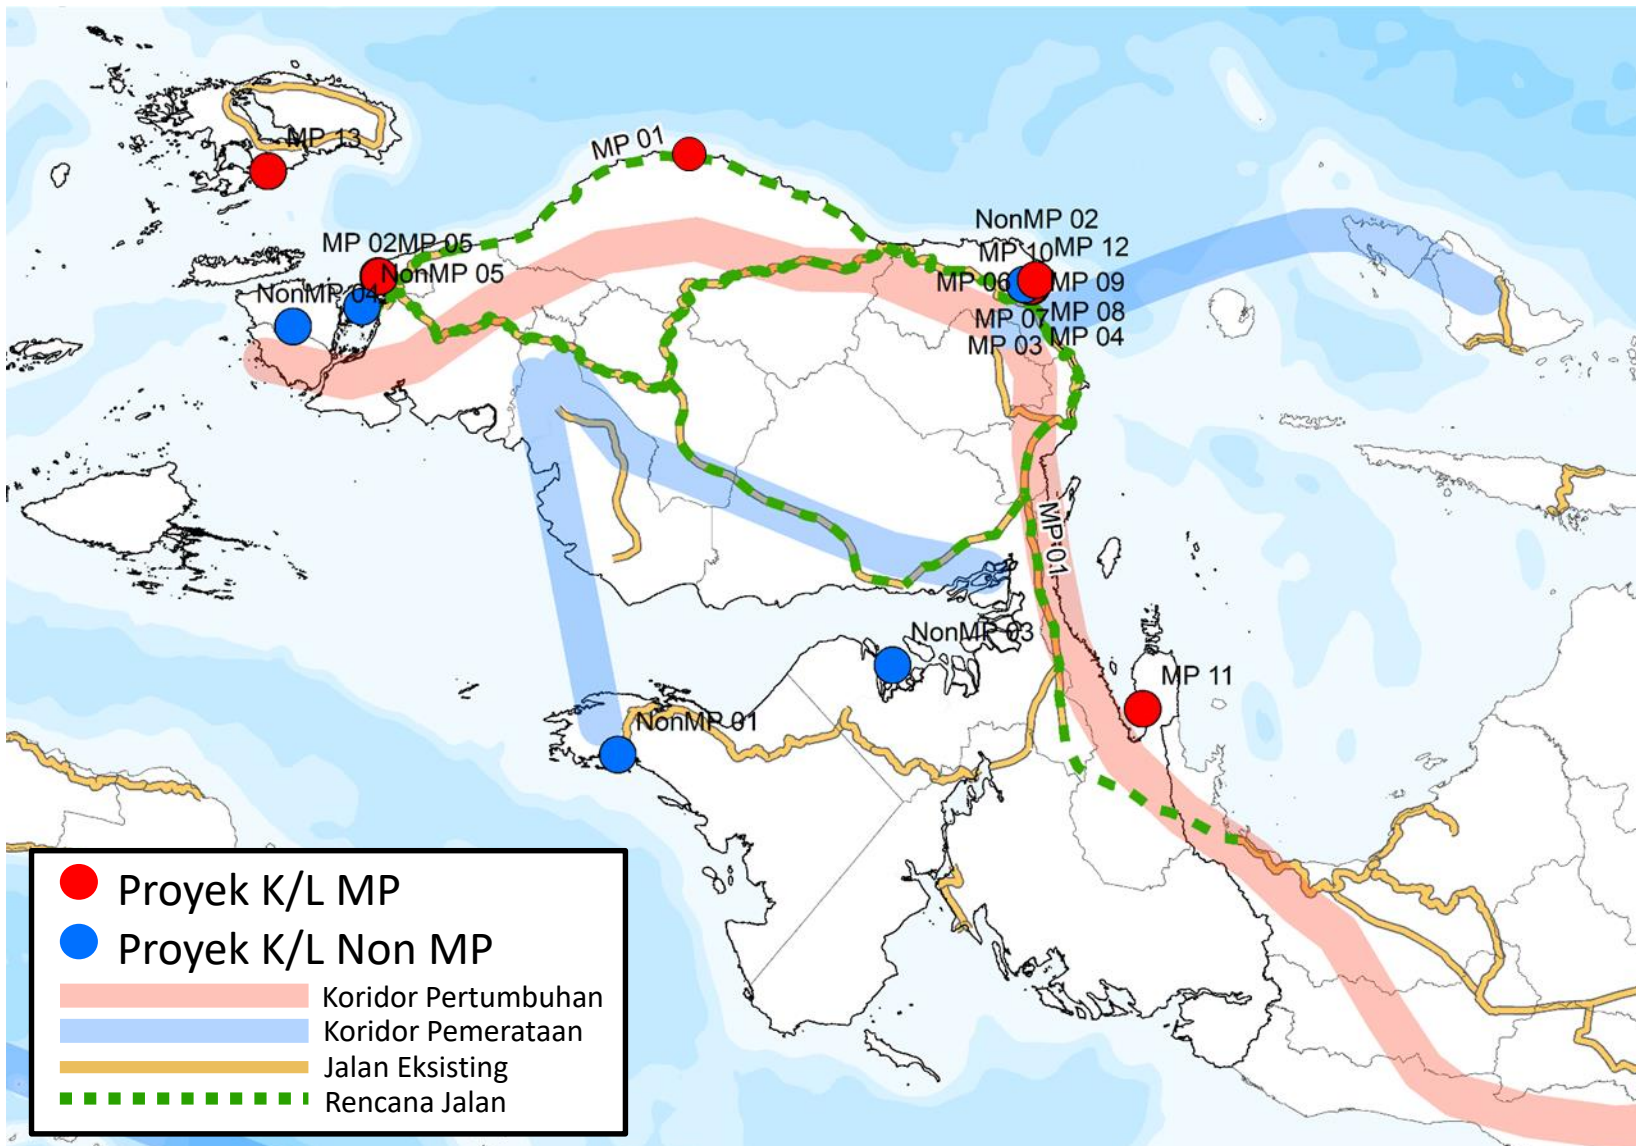 MP 13
MP 01
NonMP 02
MP 02MP 05
MP 10
MP 12
NonMP 05
MP 06
MP 09
NonMP 04
MP 07
MP 08
MP 03
MP 04
MP 01
NonMP 03
MP 11
NonMP 01
Proyek K/L MP
Proyek K/L Non MP
Koridor Pertumbuhan
Koridor Pemerataan
Jalan Eksisting
Rencana Jalan